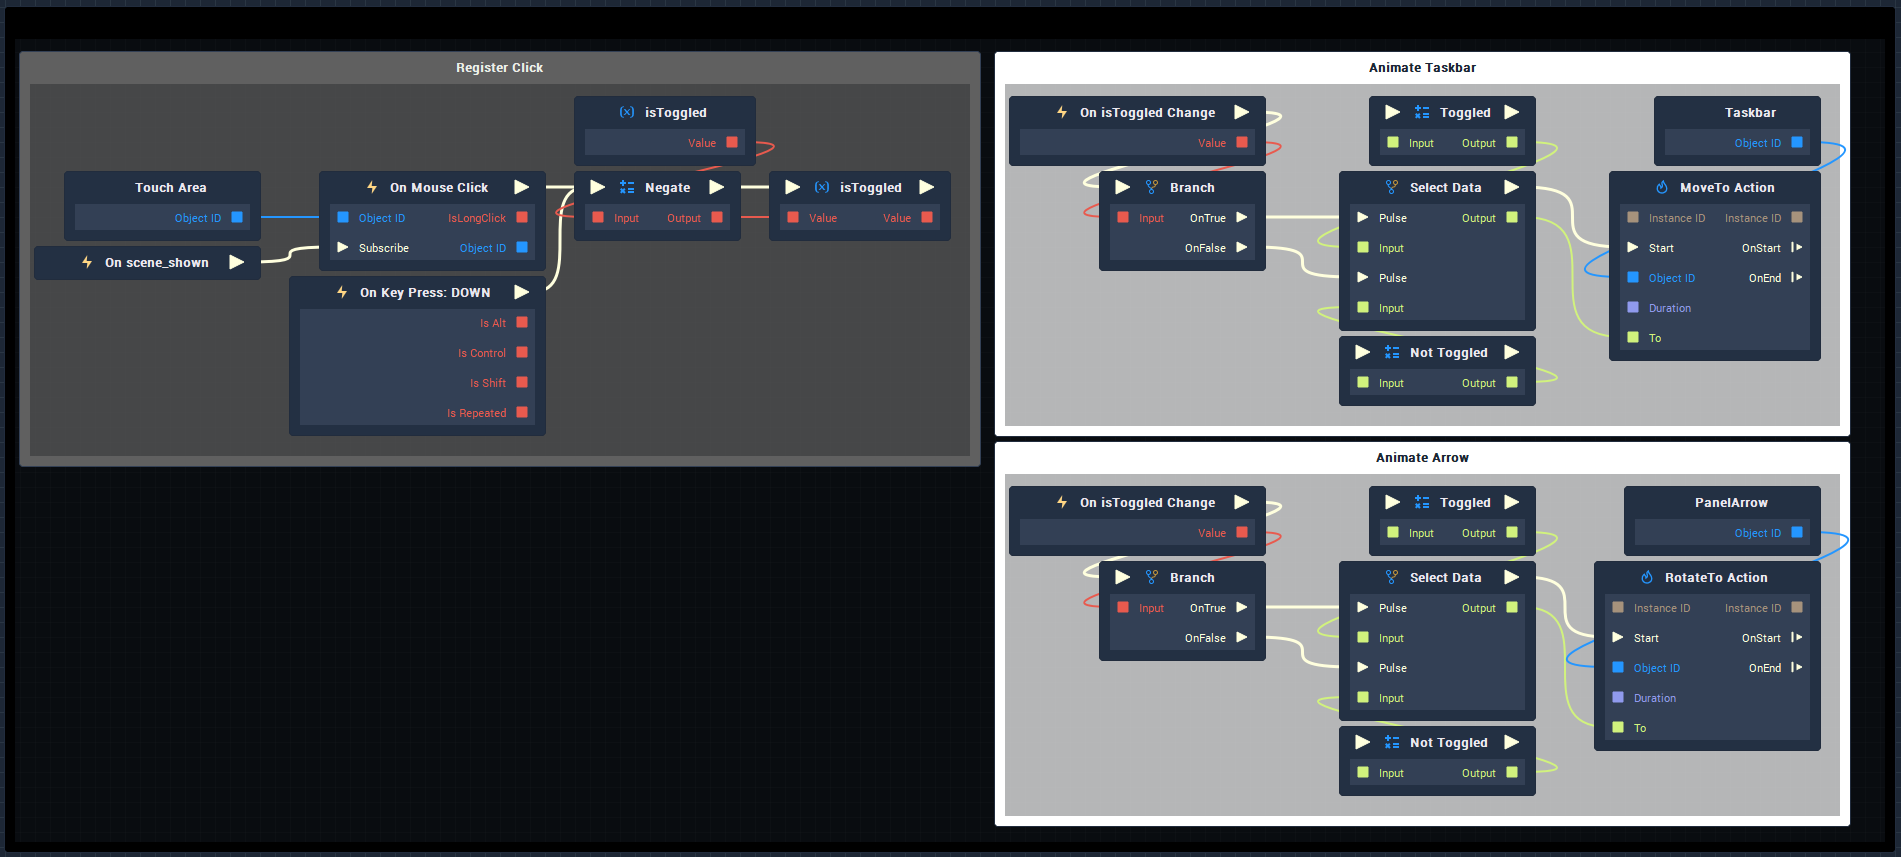 Register Click
isToggled
Value
Touch Area
Object ID
On scene_shown
On Mouse Click
Object ID IsLongClick
Subscribe Object ID
On Key Press: DOWN
Is Alt
Is Control
Is Shift
Is Repeated
Negate
Input Output
isToggled
Value Value
Animate Taskbar
On isToggled Change
Value
Branch
Input OnTrue
OnFalse
Toggled
Input Output
Select Data
Pulse Output
Input
Pulse
Input
Not Toggled
Input Output
Taskbar
Object ID
MoveTo Action
Instance ID Instance ID
Start OnStart
Object ID OnEnd
Duration
To
Animate Arrow
On isToggled Change
Value
Branch
Input OnTrue
OnFalse
Toggled
Input Output
Select Data
Pulse Output
Input
Pulse
Input
Not Toggled
Input Output
PanelArrow
Object ID
RotateTo Action
Instance ID Instance ID
Start OnStart
Object ID OnEnd
Duration
To